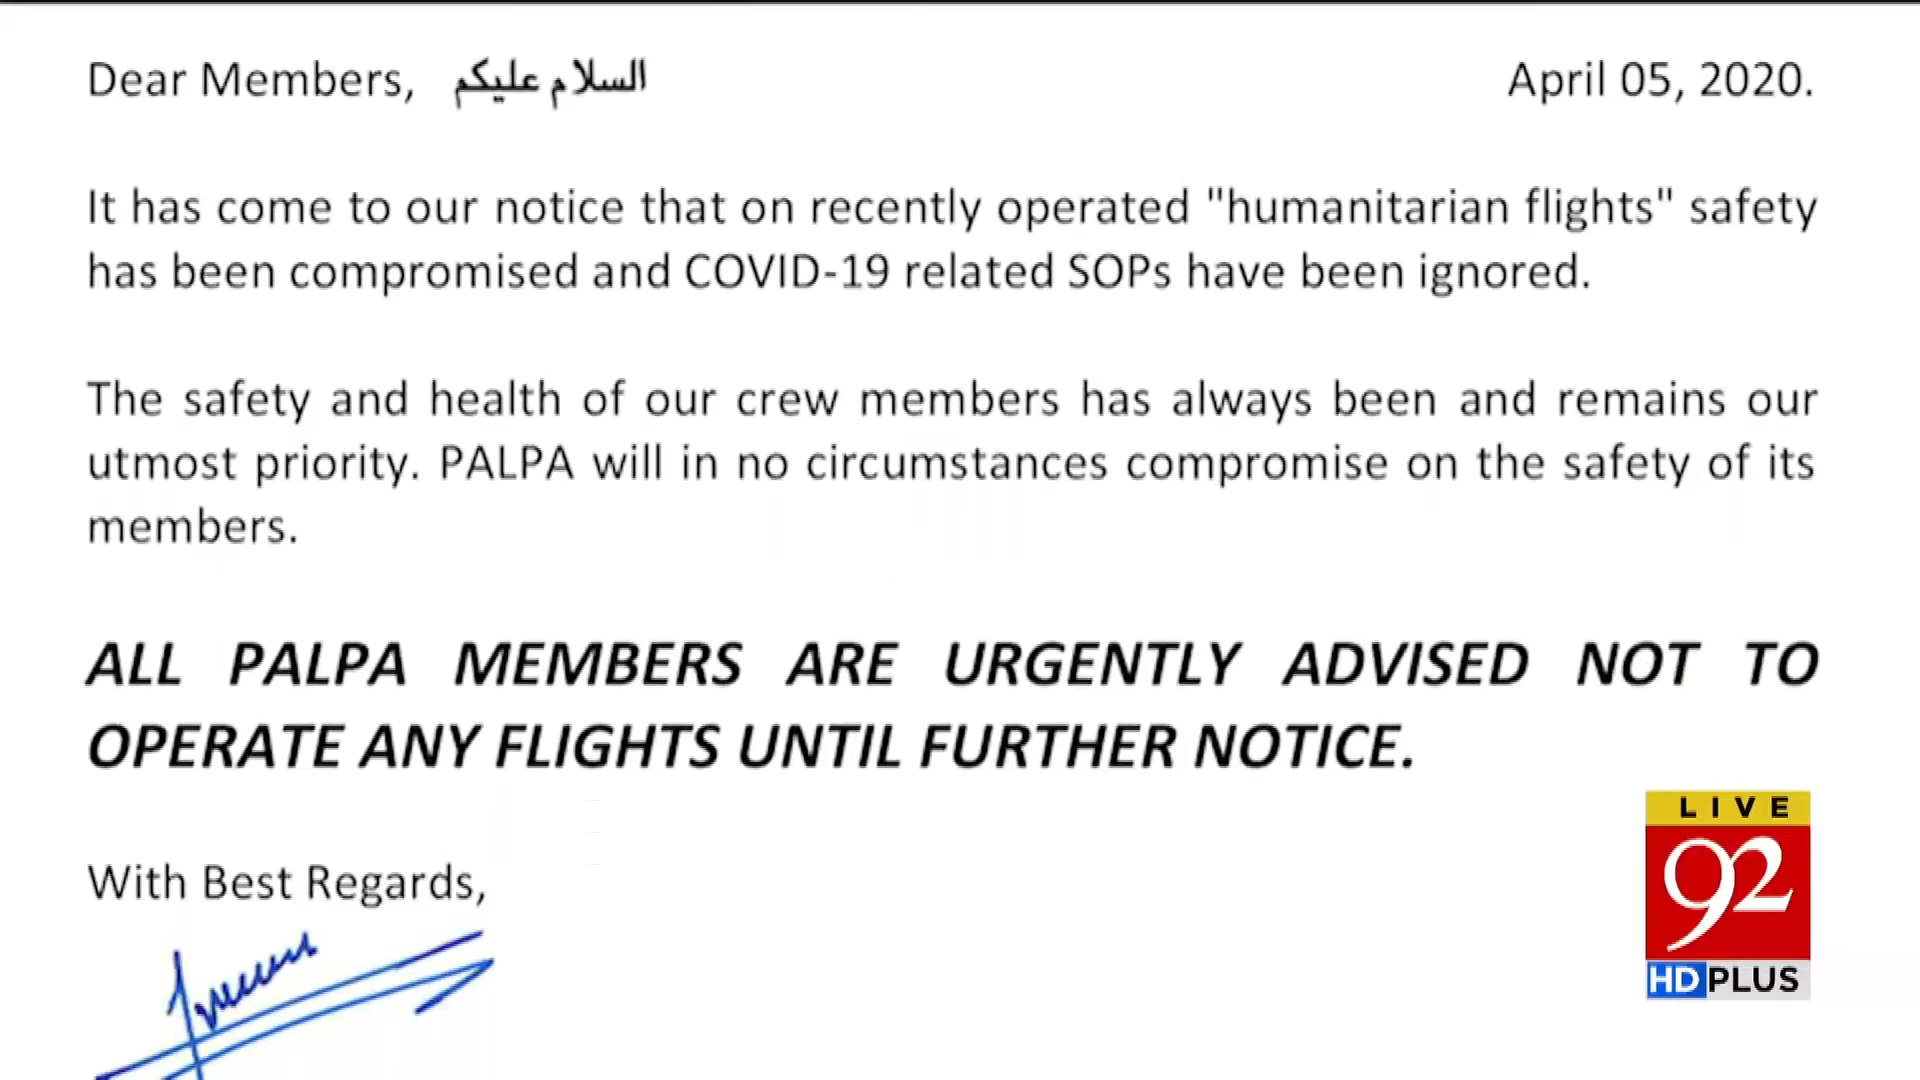 Dear Members, السلام عليكم April 05, 2020.
It has come to our notice that on recently operated "humanitarian flights" safety
has been compromised and COVID-19 related SOPs have been ignored.
The safety and health of our crew members has always been and remains our
utmost priority. PALPA will in no circumstances compromise on the safety of its
members.
ALL PALPA MEMBERS ARE URGENTLY ADVISED NOT TO
OPERATE ANY FLIGHTS UNTIL FURTHER NOTICE.
With Best Regards,
LIVE
92
HD PLUS